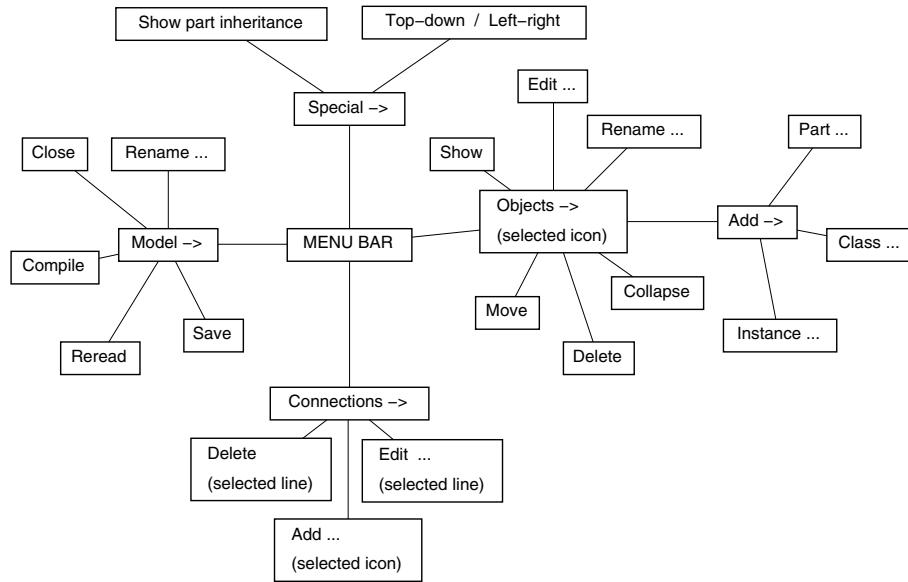 Show part inheritance
Top−down / Left−right
Special −>
Edit ...
Close
Rename ...
Show
Rename ...
Part ...
Model −>
MENU BAR
Objects −>
(selected icon)
Add −>
Compile
Class ...
Collapse
Move
Save
Reread
Delete
Instance ...
Connections −>
Delete
(selected line)
Edit ...
(selected line)
Add ...
(selected icon)